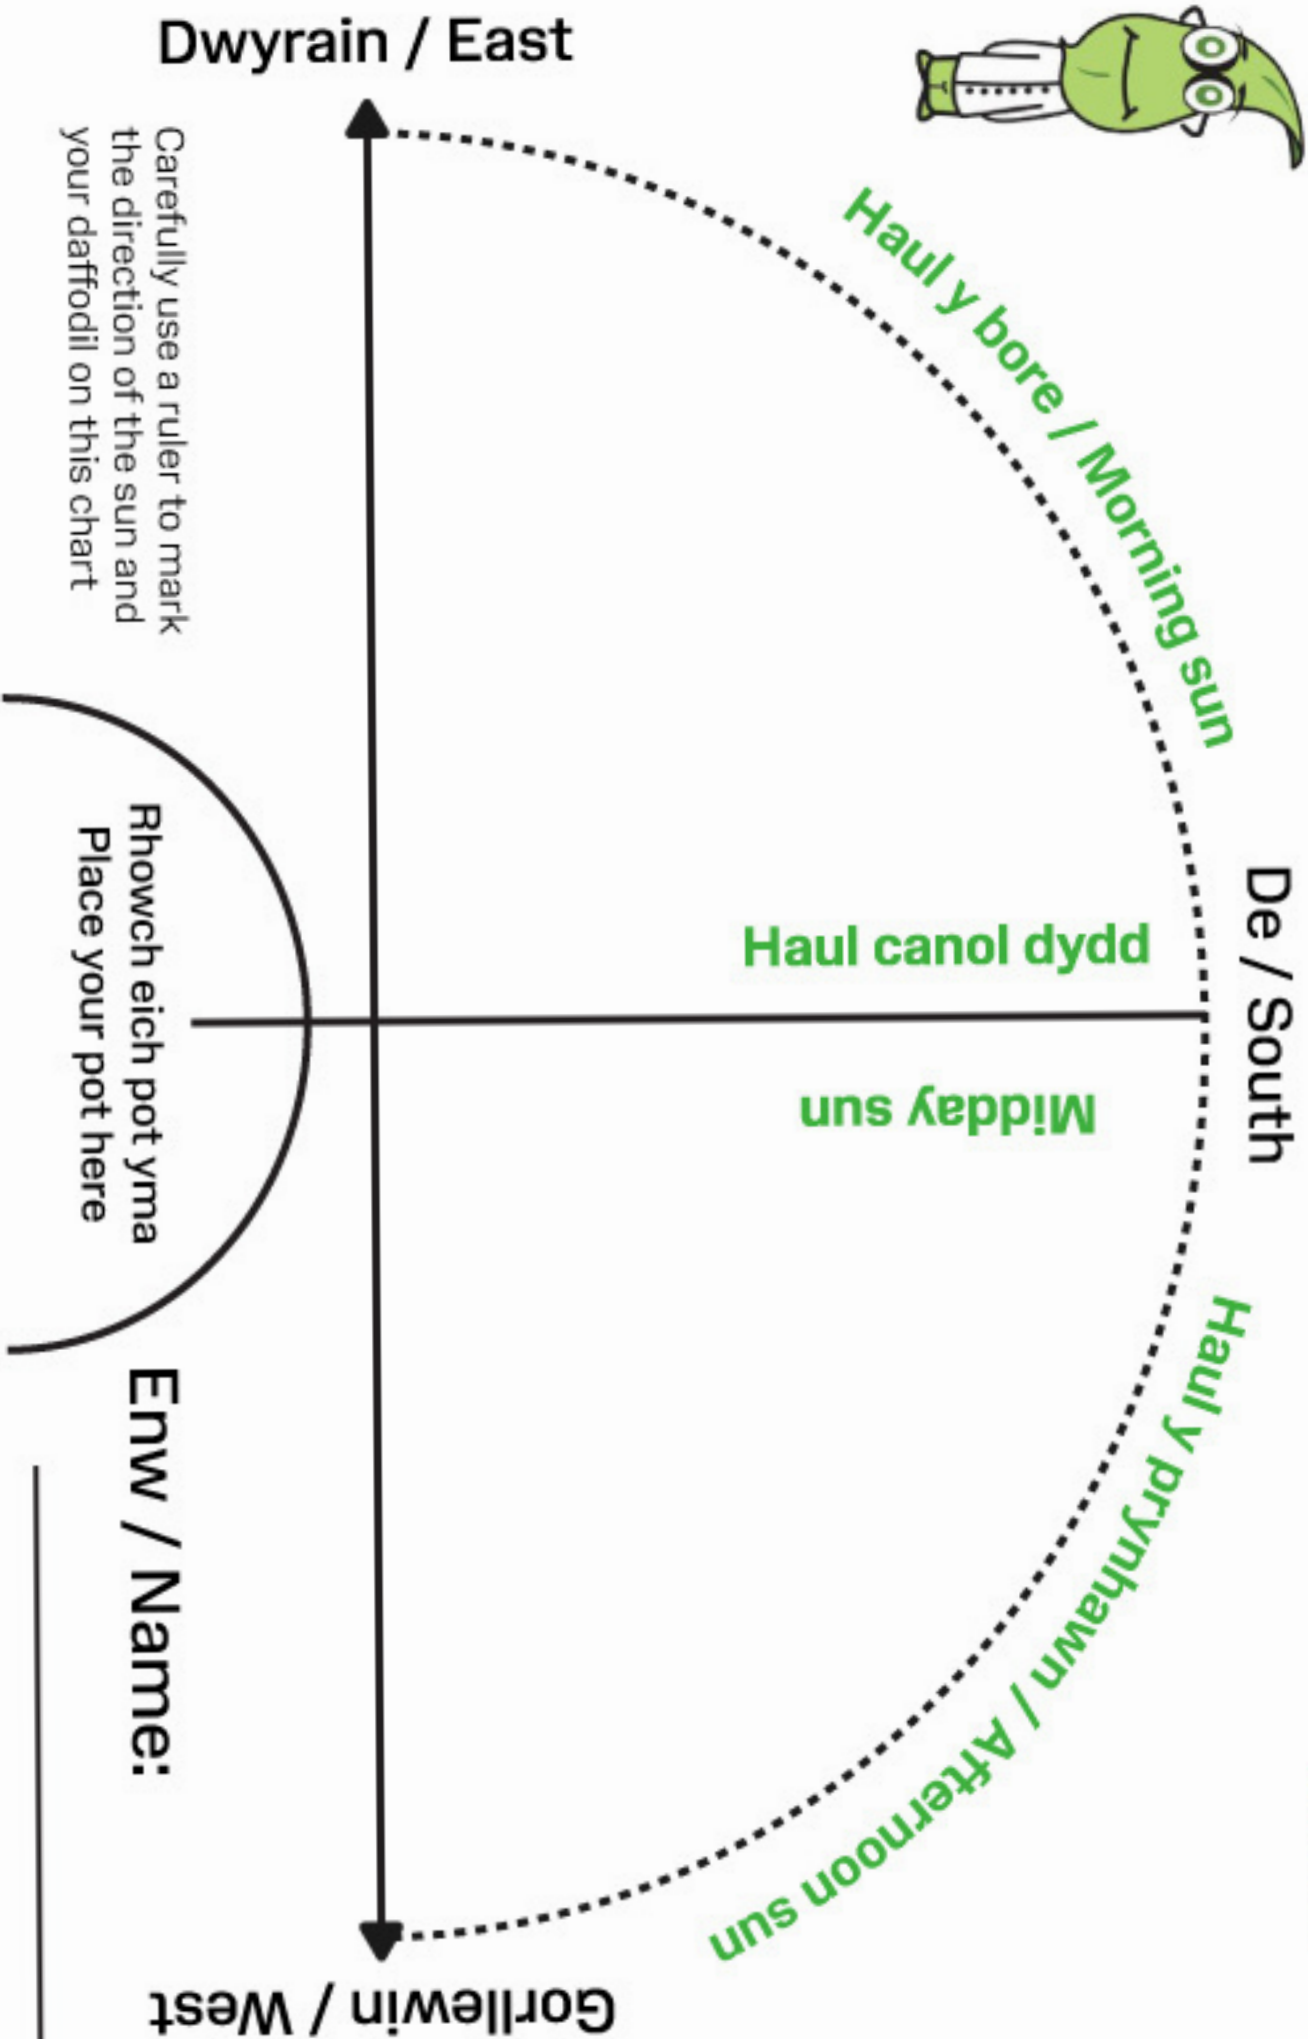 De / South
Haul y bore / Morning sun
Haul y prynhawn / Afternoon sun
Haul canol dydd
Midday sun
Dwyrain / East
Gorllewin / West
Carefully use a ruler to mark
the direction of the sun and
your daffodil on this chart
Rhowch eich pot yma
Place your pot here
Enw / Name: